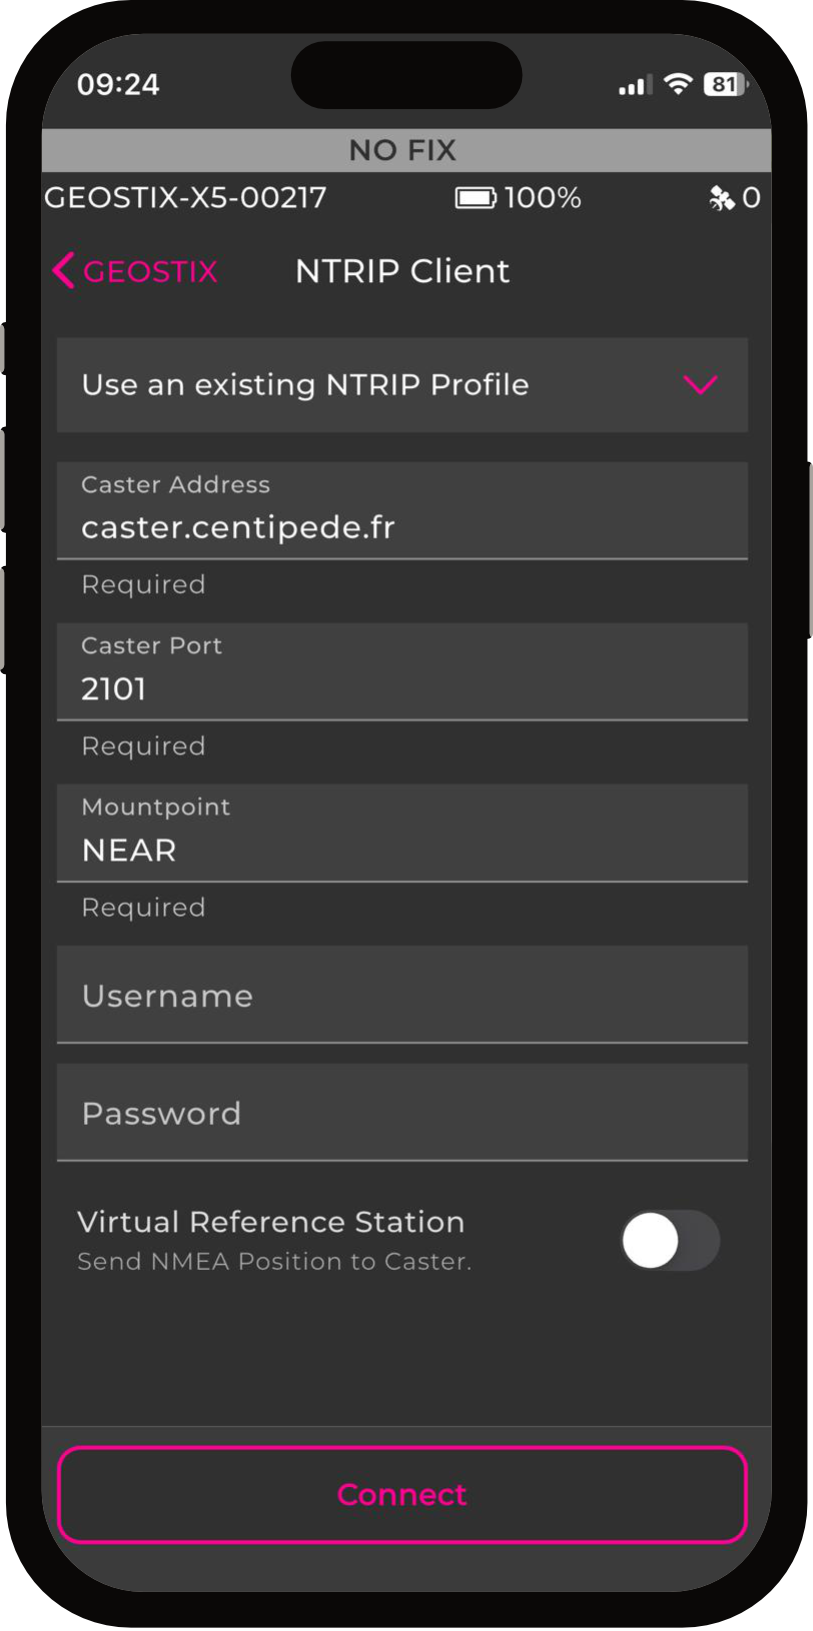 09:24
81
NO FIX
GEOSTIX-X5-00217 100% 0
GEOSTIX NTRIP Client
Use an existing NTRIP Profile
Caster Address
caster.centipede.fr
Required
Caster Port
2101
Required
Mountpoint
NEAR
Required
Username
Password
Virtual Reference Station
Send NMEA Position to Caster.
Connect